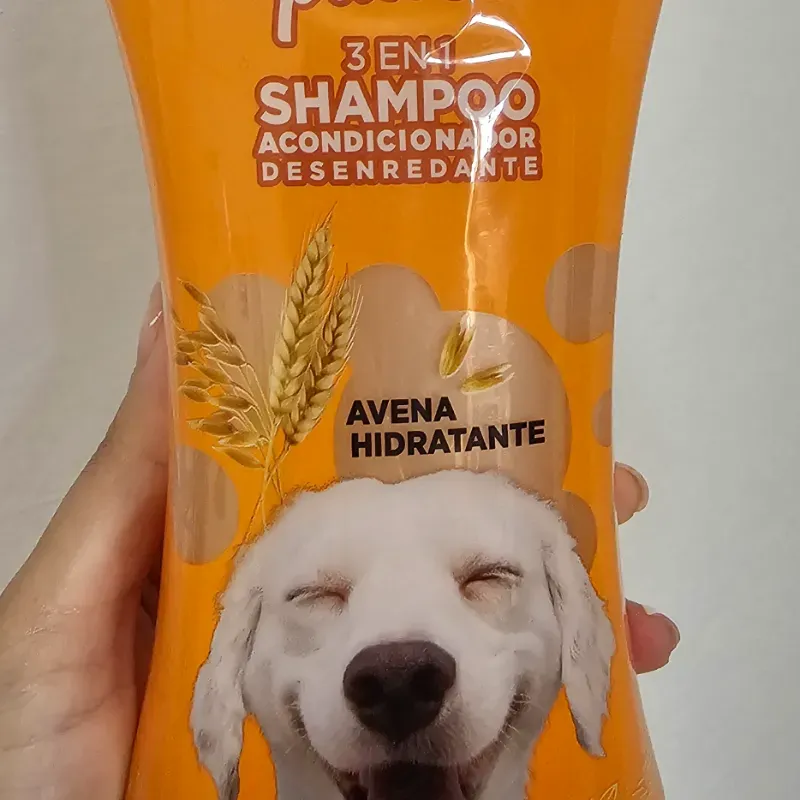 3 EN 1
SHAMPOO
ACONDICIONADOR
DESENREDANTE
AVENA
HIDRATANTE